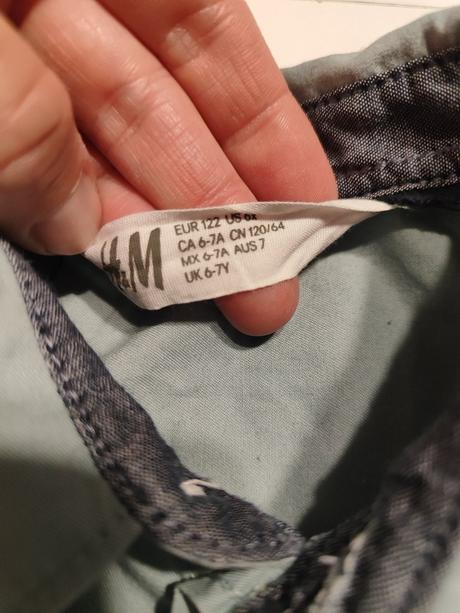 H&M
EUR 122 US 6X
CA 6-7A CN 120/64
MX 6-7A AUS 7
UK 6-7Y